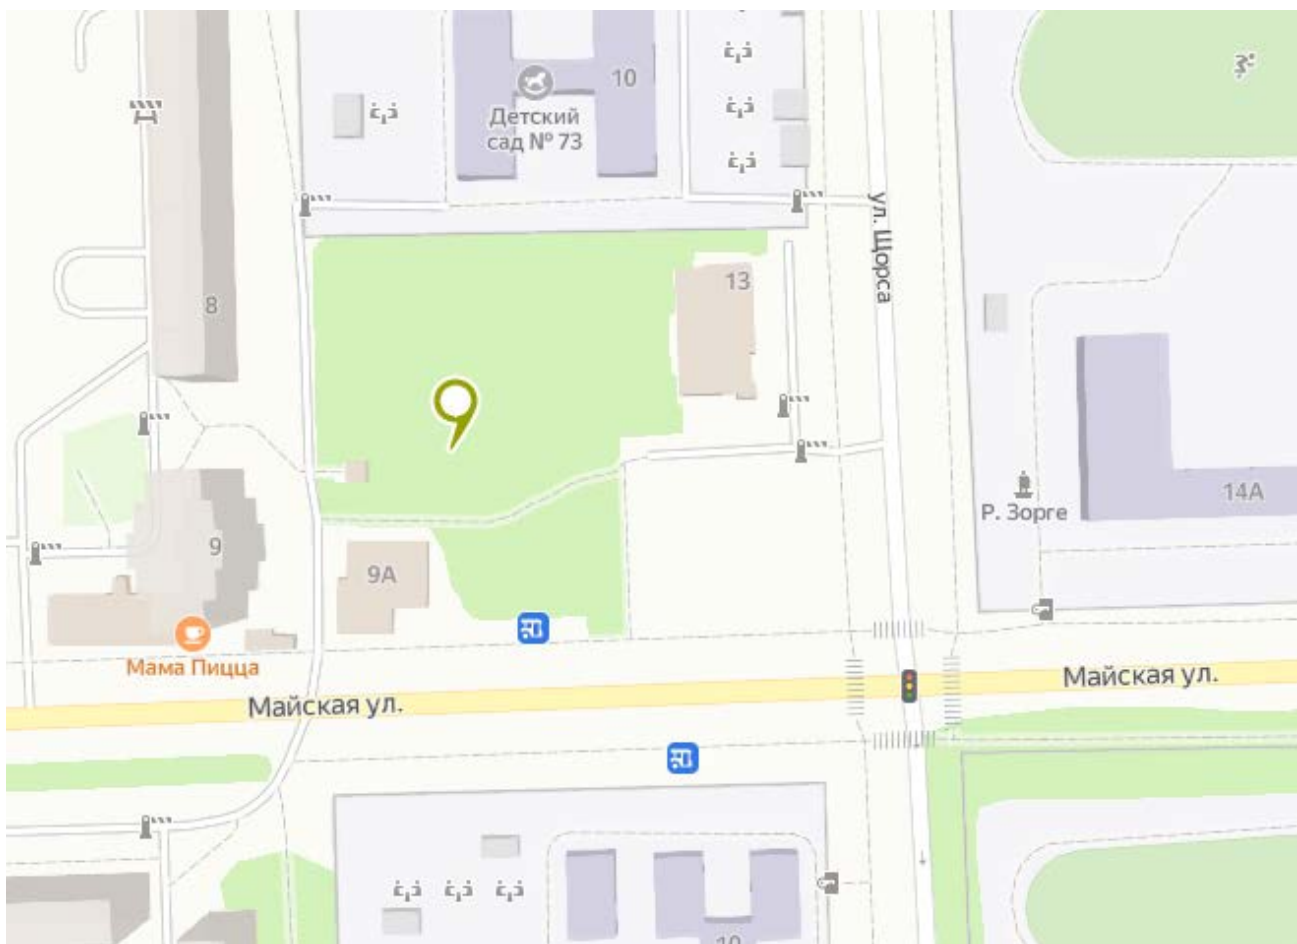 10
Детский
сад № 73
ул. Щорса
13
8
14А
Р. Зорге
9
9А
Мама Пицца
Майская ул.
Майская ул.